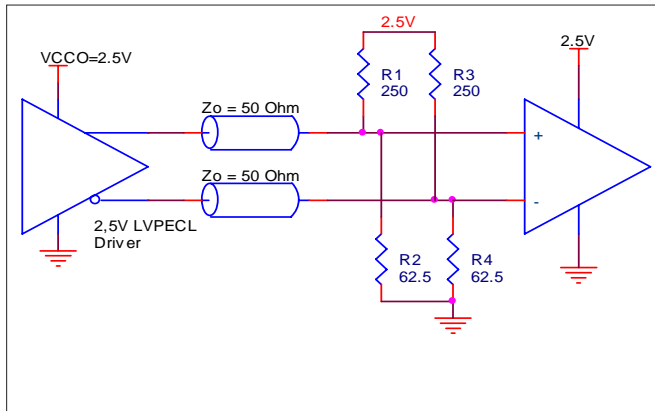 VCCO=2.5V
2.5V
2.5V
R1
250
R3
250
Zo = 50 Ohm
+
Zo = 50 Ohm
-
2,5V LVPECL
Driver
R2
62.5
R4
62.5